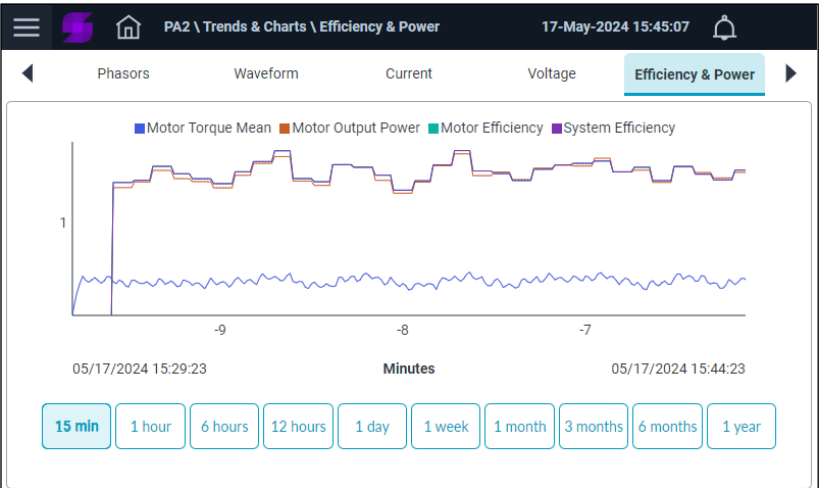 PA2 \ Trends & Charts \ Efficiency & Power 17-May-2024 15:45:07
Phasors Waveform Current Voltage Efficiency & Power
Motor Torque Mean Motor Output Power Motor Efficiency System Efficiency
1
-9 -8 -7
05/17/2024 15:29:23 Minutes 05/17/2024 15:44:23
15 min 1 hour 6 hours 12 hours 1 day 1 week 1 month 3 months 6 months 1 year